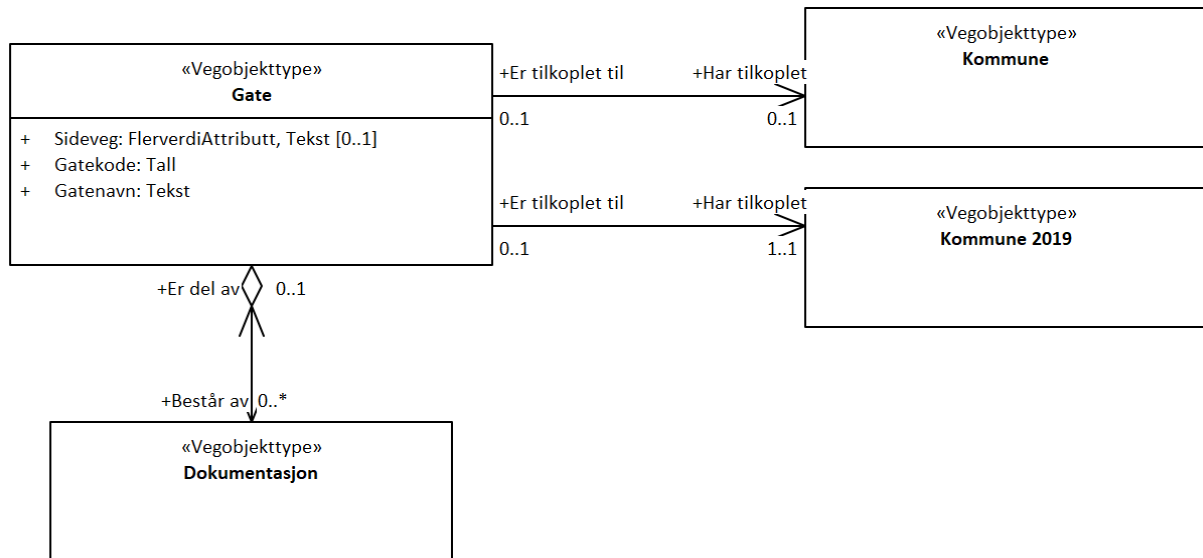 «Vegobjekttype»
Gate
+ Sideveg: FlerverdiAttributt, Tekst [0..1]
+ Gatekode: Tall
+ Gatenavn: Tekst
+Er tilkoplet til
+Har tilkoplet
0..1
0..1
«Vegobjekttype»
Kommune
+Er tilkoplet til
+Har tilkoplet
0..1
1..1
«Vegobjekttype»
Kommune 2019
+Er del av
0..1
+Består av
0..*
«Vegobjekttype»
Dokumentasjon